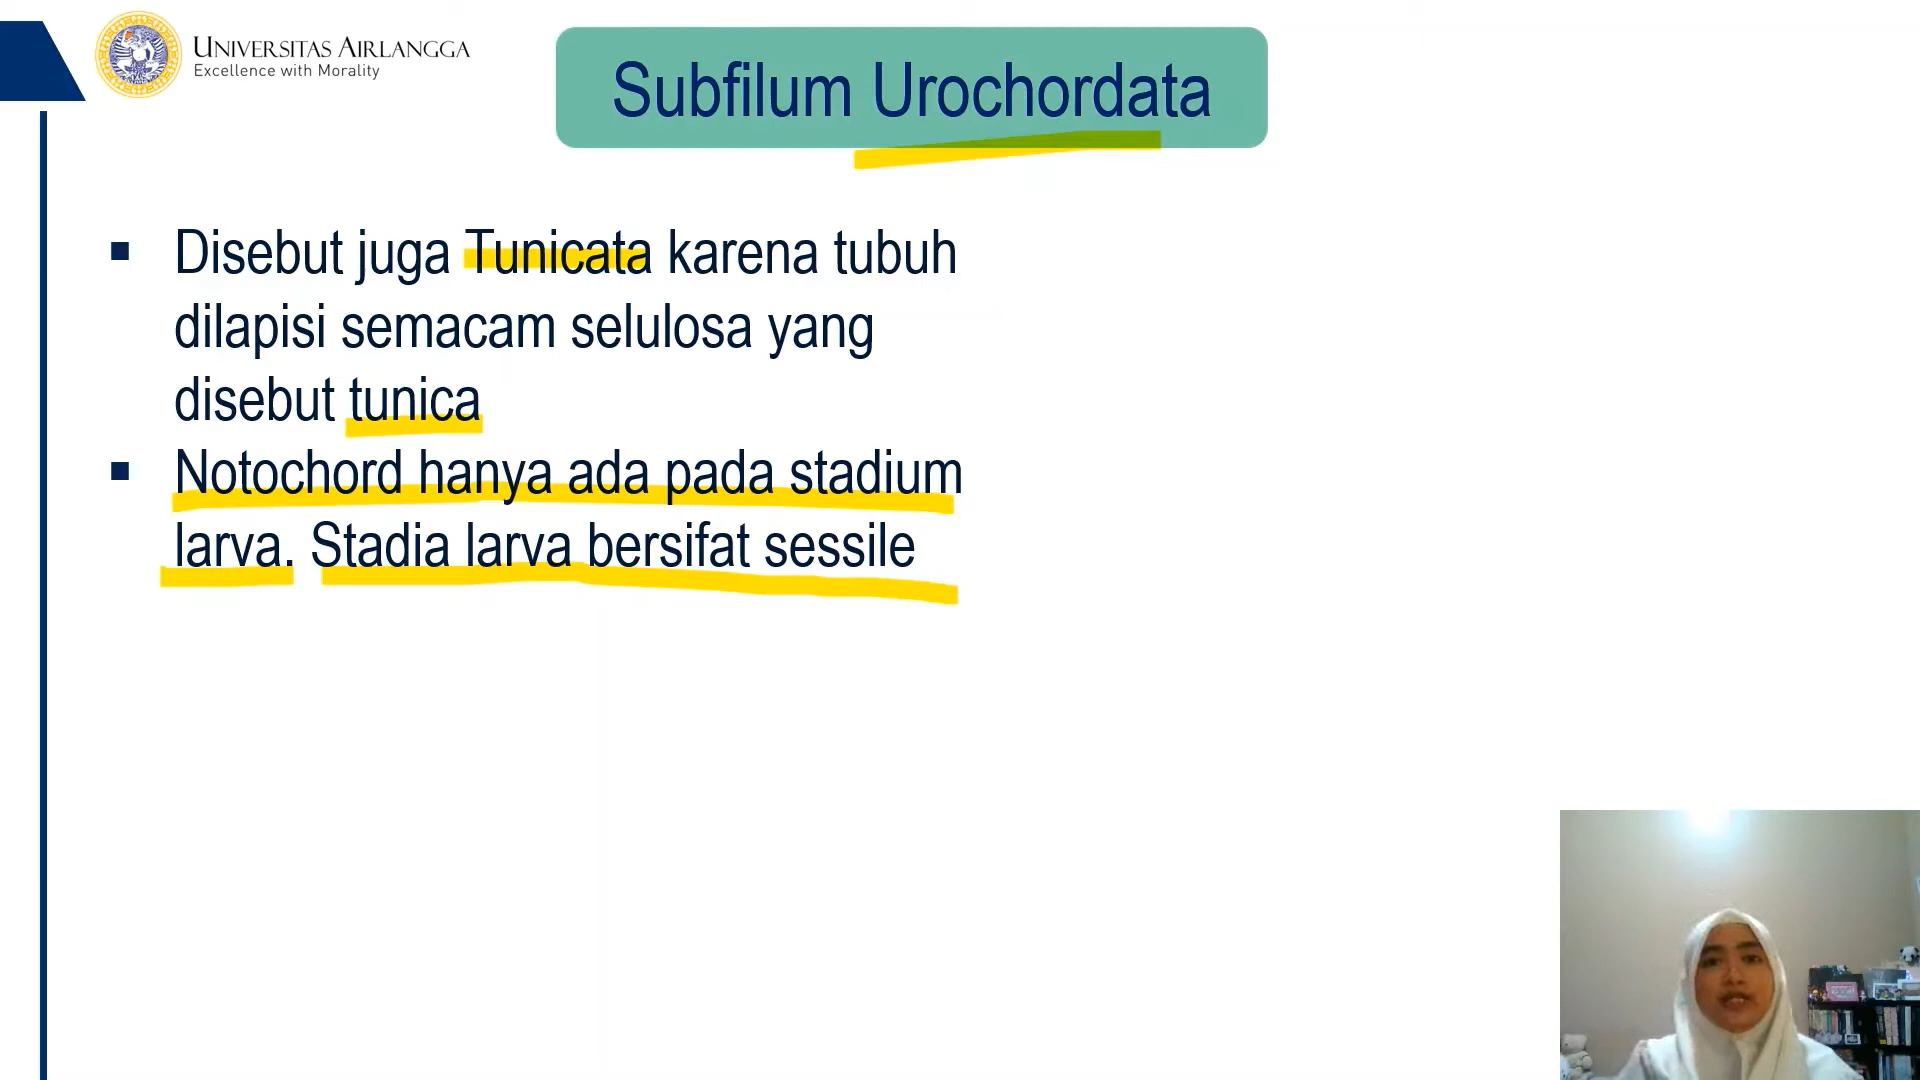 UNIVERSITAS AIRLANGGA
Excellence with Morality
Subfilum Urochordata
▪ Disebut juga Tunicata karena tubuh
dilapisi semacam selulosa yang
disebut tunica
▪ Notochord hanya ada pada stadium
larva. Stadia larva bersifat sessile